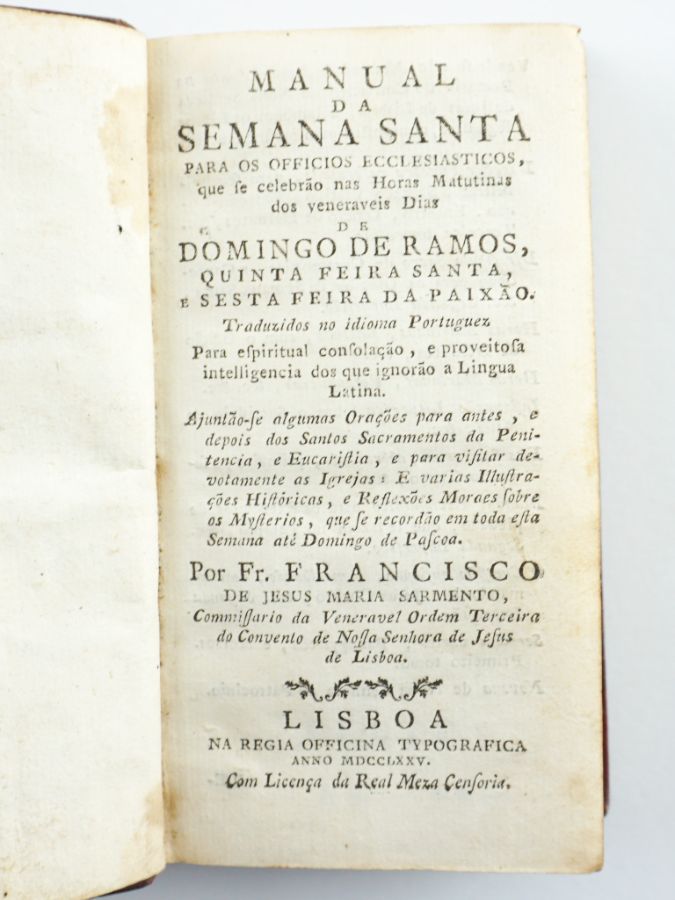 MANUAL
DA
SEMANA SANTA
PARA OS OFFICIOS ECCLESIASTICOS,
que ſe celebrão nas Horas Matutinas
dos veneraveis Dias
DE
DOMINGO DE RAMOS,
QUINTA FEIRA SANTA,
E SESTA FEIRA DA PAIXÃO.
Traduzidos no idioma Portuguez
Para eſpiritual conſolação, e proveitoſa
intelligencia dos que ignorão a Lingua
Latina.
Ajuntão-ſe algumas Orações para antes, e
depois dos Santos Sacramentos da Peni-
tencia, e Eucariſtia, e para viſitar de-
votamente as Igrejas: E varias Illuſtra-
ções Hiſtóricas, e Reflexões Moraes ſobre
os Myſterios, que ſe recordão em toda eſta
Semana até Domingo de Paſcoa.
Por Fr. FRANCISCO
DE JESUS MARIA SARMENTO,
Commiſſario da Veneravel Ordem Terceira
do Convento de Noſſa Senhora de Jeſus
de Lisboa.
LISBOA
NA REGIA OFFICINA TYPOGRAFICA
ANNO MDCCLXXV.
Com Licença da Real Meza Cenſoria.